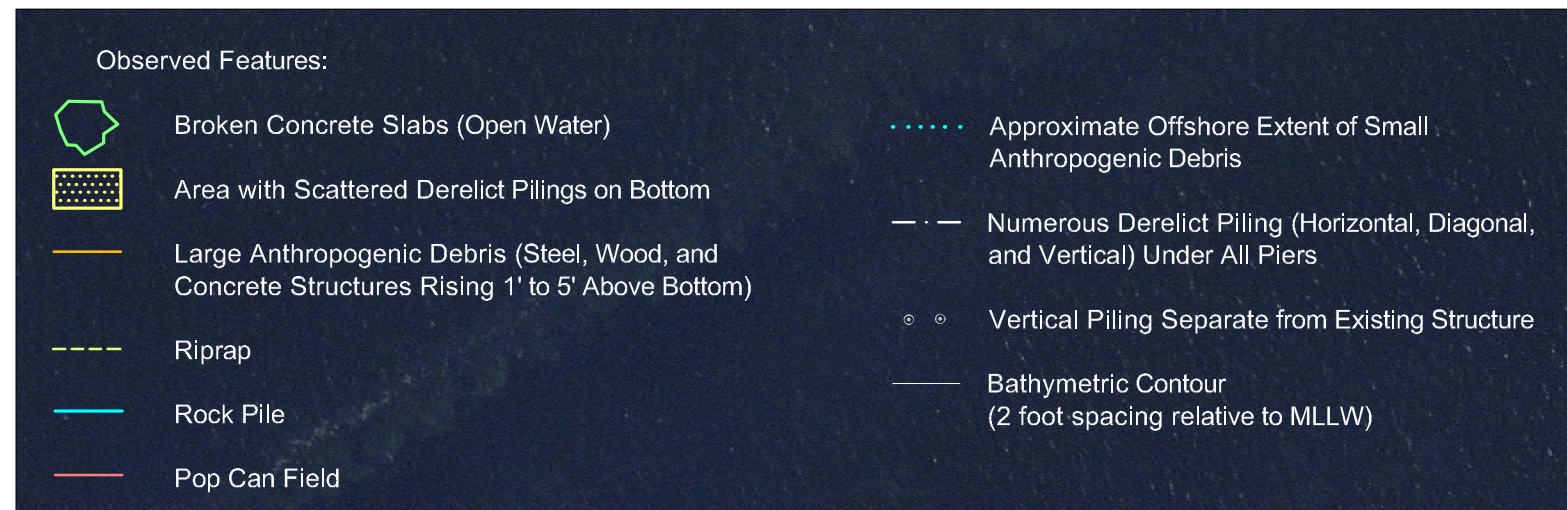 Observed Features:
Broken Concrete Slabs (Open Water)
Area with Scattered Derelict Pilings on Bottom
Large Anthropogenic Debris (Steel, Wood, and
Concrete Structures Rising 1' to 5' Above Bottom)
Riprap
Rock Pile
Pop Can Field
Approximate Offshore Extent of Small
Anthropogenic Debris
Numerous Derelict Piling (Horizontal, Diagonal,
and Vertical) Under All Piers
Vertical Piling Separate from Existing Structure
Bathymetric Contour
(2 foot spacing relative to MLLW)